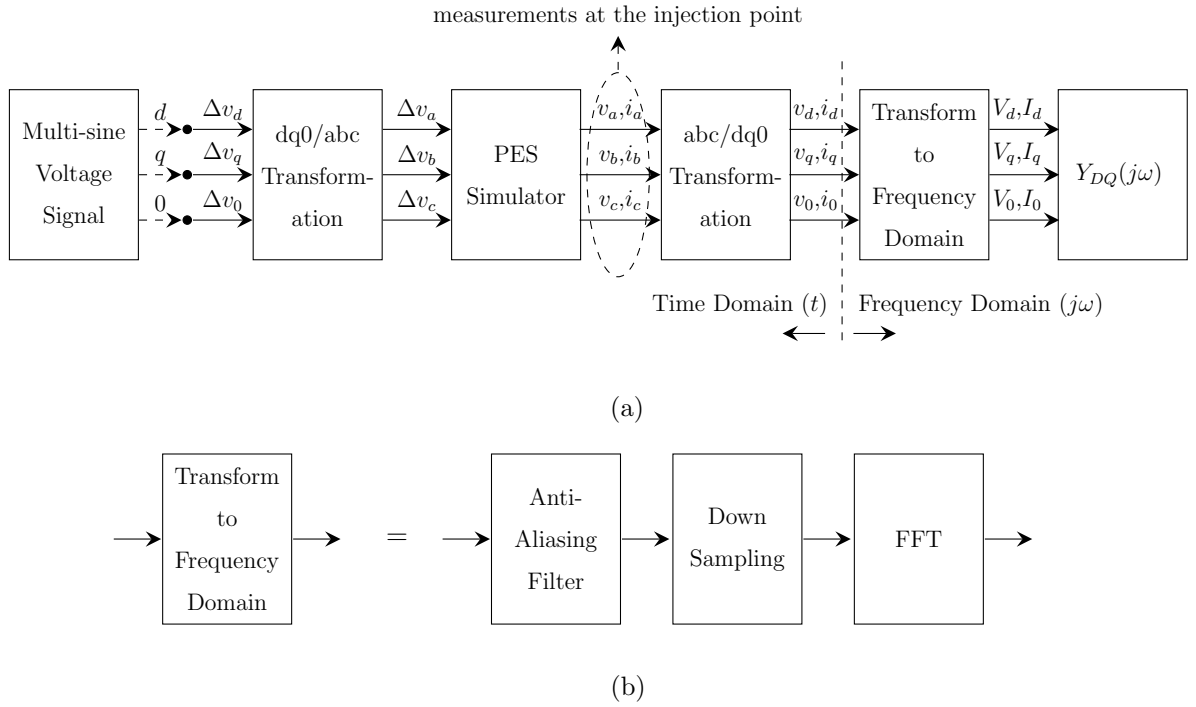 measurements at the injection point
Multi-sine
Voltage
Signal
d
q
0
Δv_d
Δv_q
Δv_0
dq0/abc
Transform-
ation
Δv_a
Δv_b
Δv_c
PES
Simulator
v_a,i_a
v_b,i_b
v_c,i_c
abc/dq0
Transform-
ation
v_d,i_d
v_q,i_q
v_0,i_0
Transform
to
Frequency
Domain
V_d,I_d
V_q,I_q
V_0,I_0
Y_{DQ}(jω)
Time Domain (t)
Frequency Domain (jω)
(a)
Transform
to
Frequency
Domain
=
Anti-
Aliasing
Filter
Down
Sampling
FFT
(b)